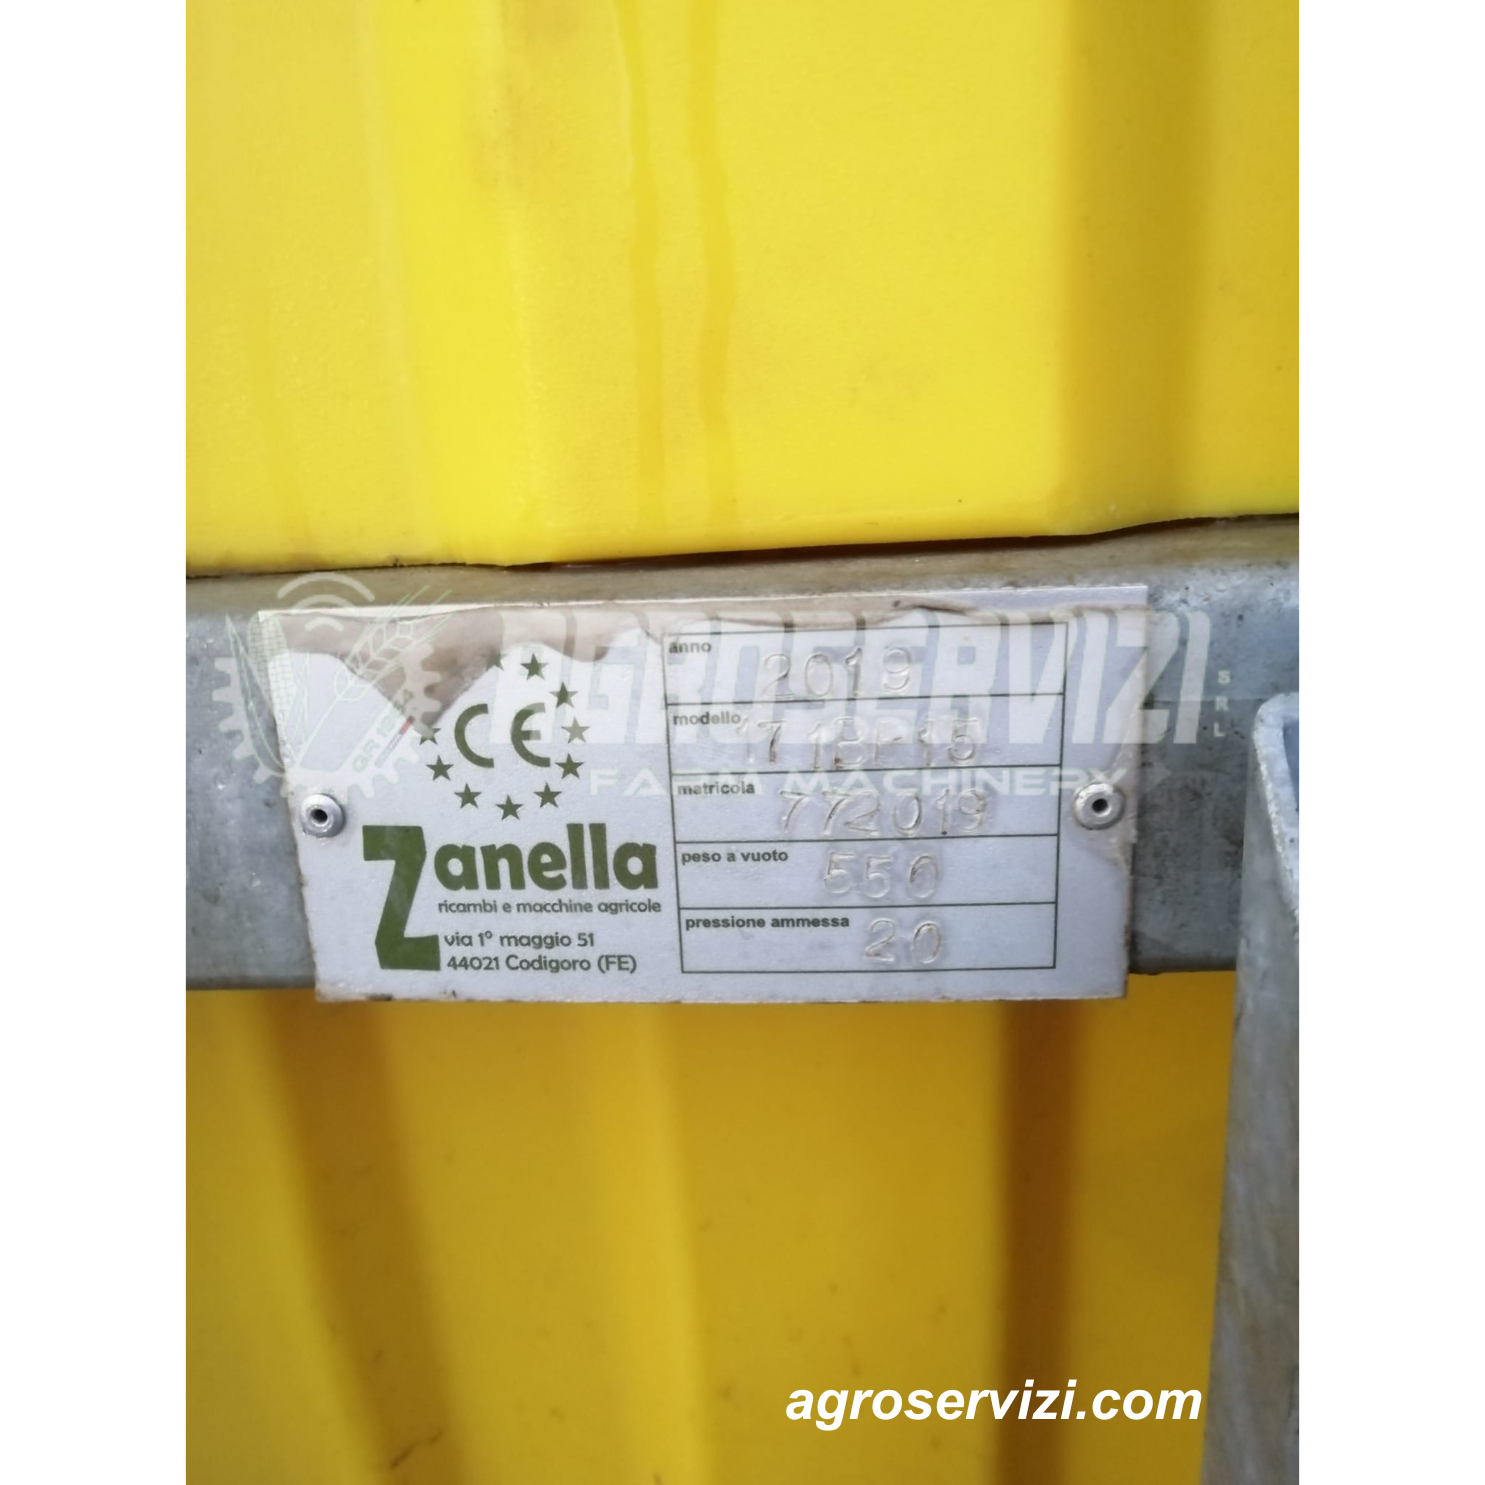 AGROSERVIZI
SRL
FARM MACHINERY
CE
Zanella
ricambi e macchine agricole
via 1° maggio 51
44021 Codigoro (FE)
anno 2019
modello
matricola 772019
peso a vuoto 550
pressione ammessa 20
agroservizi.com